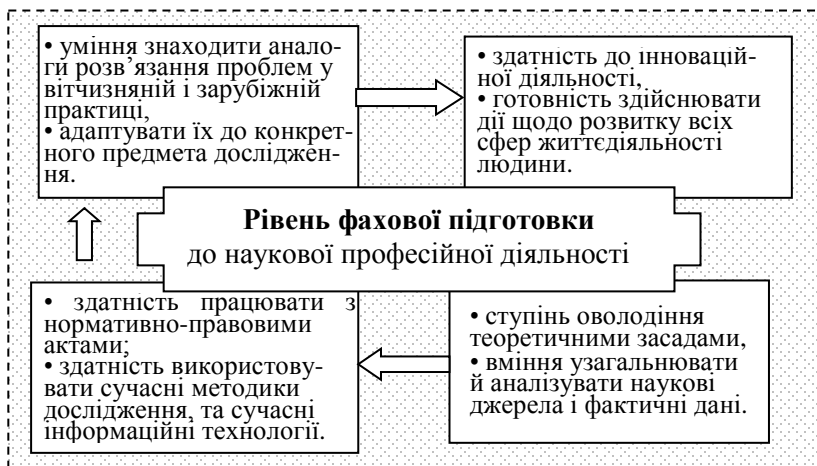 • уміння знаходити анало-
ги розв’язання проблем у
вітчизняній і зарубіжній
практиці,
• адаптувати їх до конкрет-
ного предмета дослідження-
ня.
• здатність до інновацій-
ної діяльності,
• готовність здійснювати
дії щодо розвитку всіх
сфер життєдіяльності
людини.
Рівень фахової підготовки
до наукової професійної діяльності
• здатність працювати з
нормативно-правовими
актами;
• здатність використову-
вати сучасні методики
дослідження, та сучасні
інформаційні технології.
• ступінь оволодіння
теоретичними засадами,
• вміння узагальнювати
й аналізувати наукові
джерела і фактичні дані.